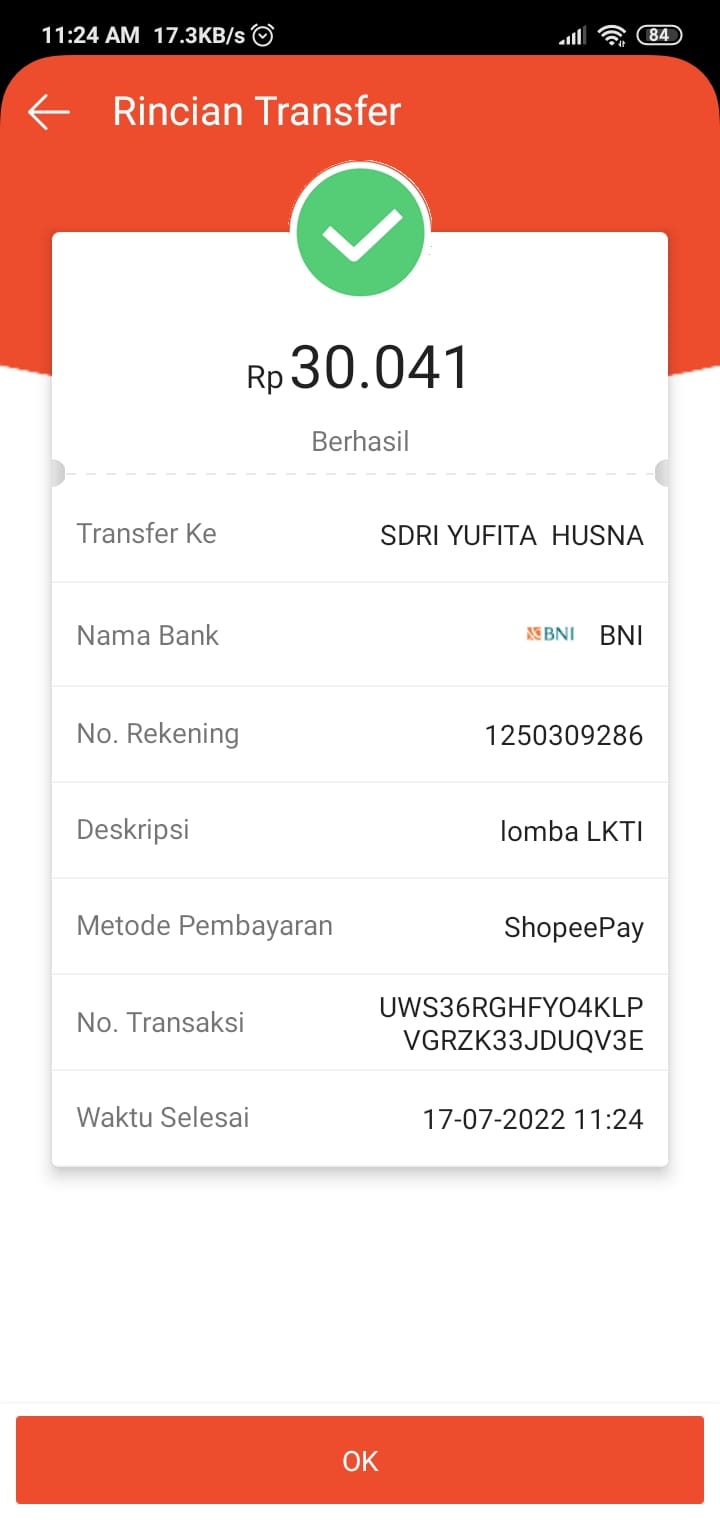 11:24 AM 17.3KB/s 84
Rincian Transfer
Rp 30.041
Berhasil
Transfer Ke SDRI YUFITA HUSNA
Nama Bank BNI BNI
No. Rekening 1250309286
Deskripsi lomba LKTI
Metode Pembayaran ShopeePay
No. Transaksi UWS36RGHFYO4KLP
VGRZK33JDUQV3E
Waktu Selesai 17-07-2022 11:24
OK